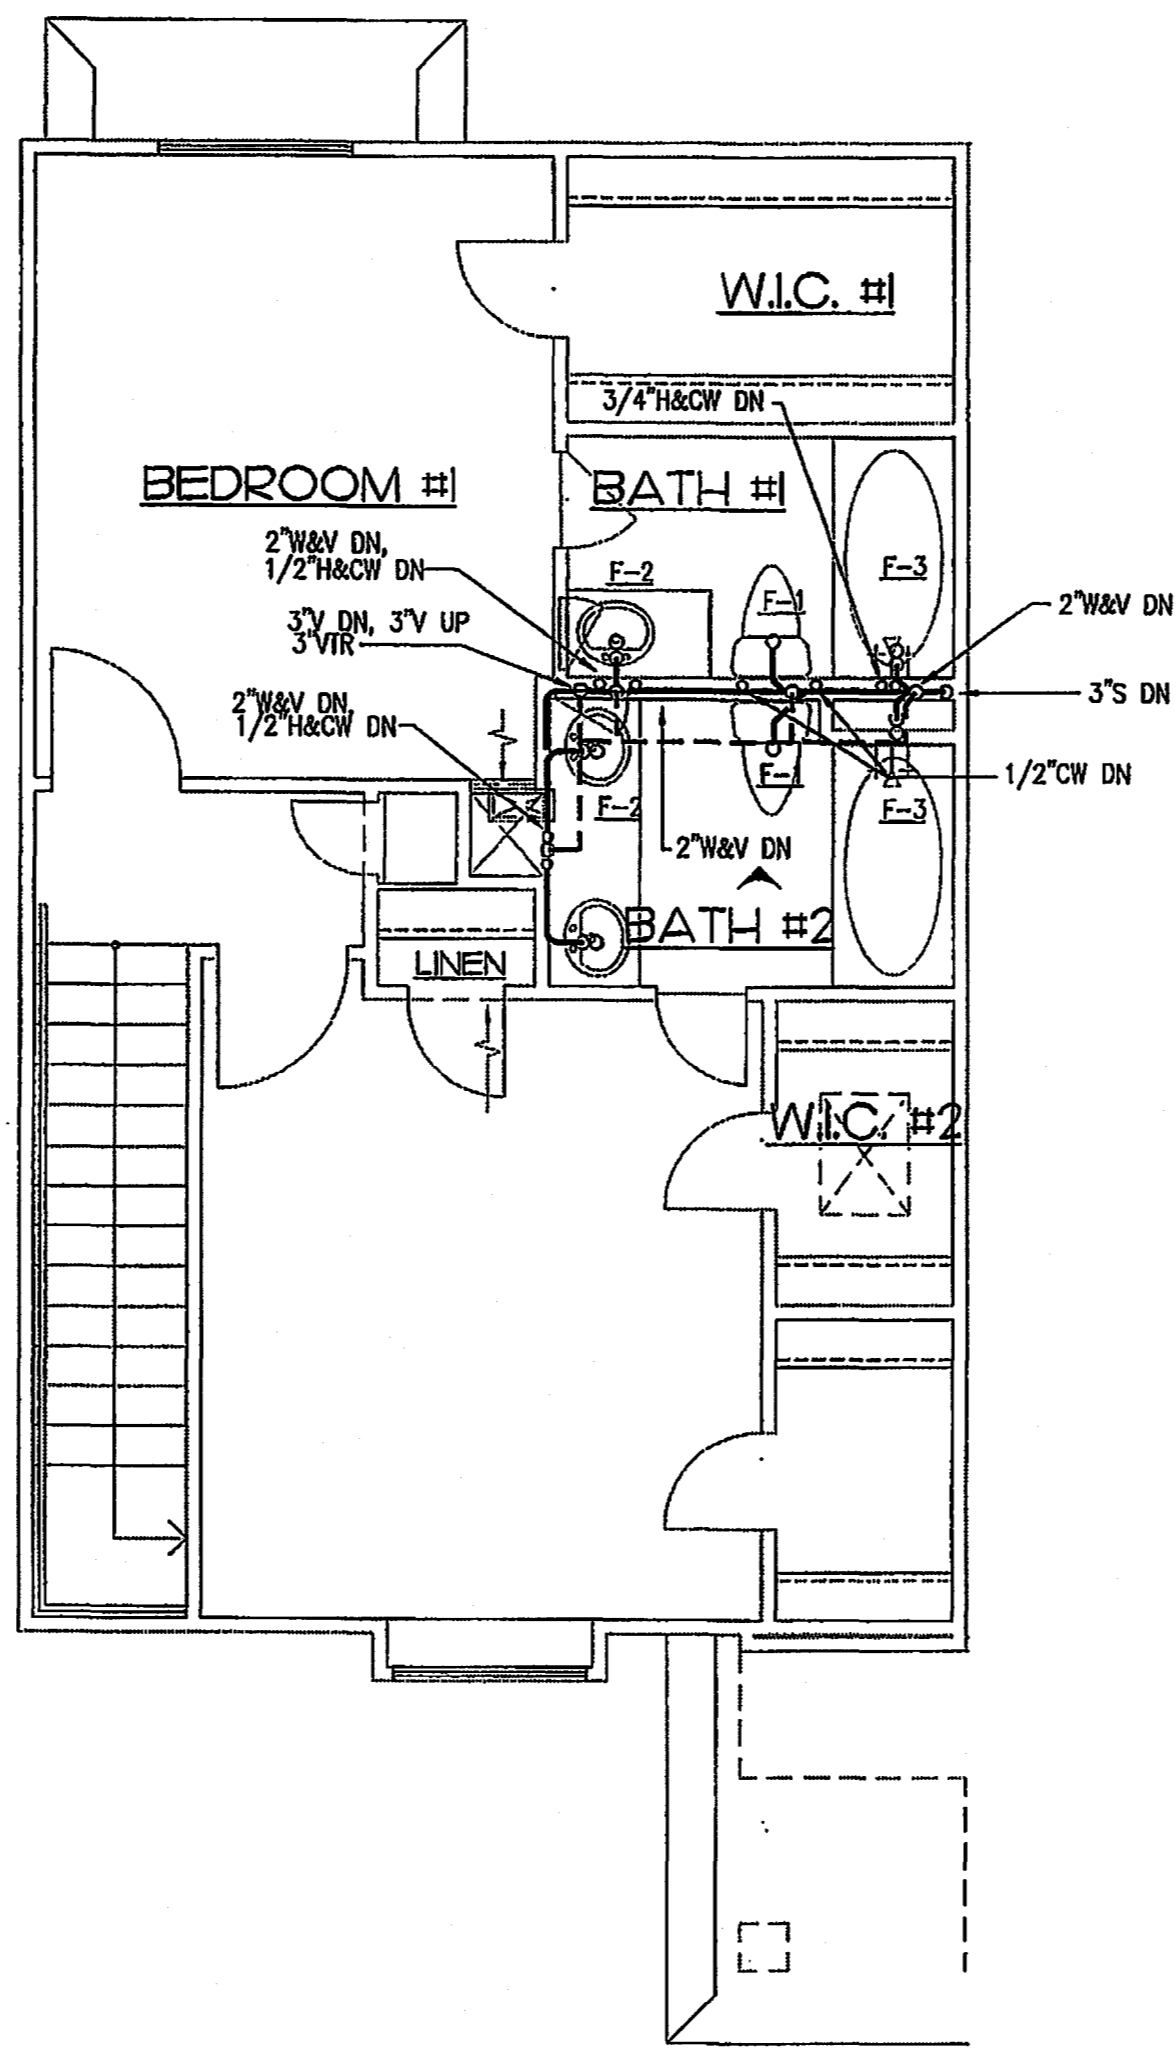 W.I.C. #1
3/4"H&CW DN
BEDROOM #1
BATH #1
2"W&V DN,
1/2"H&CW DN
F-2
F-1
F-3
2"W&V DN
3"V DN, 3"V UP
3"VTR
3"S DN
2"W&V DN,
1/2"H&CW DN
F-1
1/2"CW DN
F-2
F-3
2"W&V DN
BATH #2
LINEN
W.I.C. #2